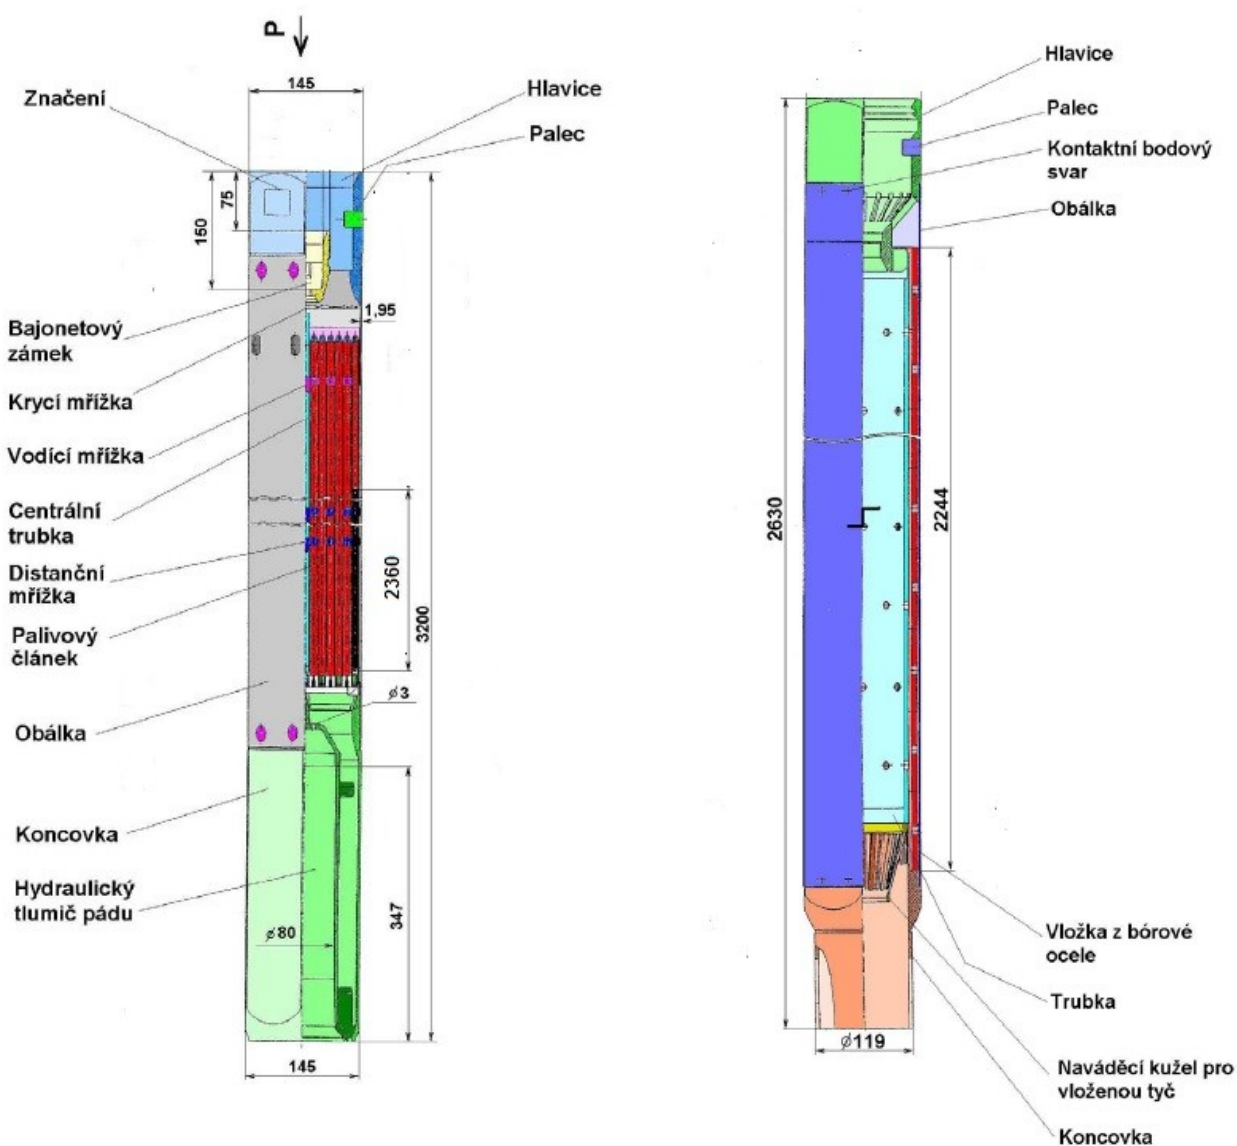 P
145
Značení
Hlavice
Palec
75
150
1,95
Bajonetový
zámek
Krycí mřížka
Vodící mřížka
Centrální
trubka
Distanční
mřížka
Palivový
článek
2360
3200
ø3
Obálka
Koncovka
Hydraulický
tlumič pádu
347
ø80
145
Hlavice
Palec
Kontaktní bodový
svar
Obálka
2630
2244
Vložka z bórové
ocele
Trubka
ø119
Naváděcí kužel pro
vloženou tyč
Koncovka